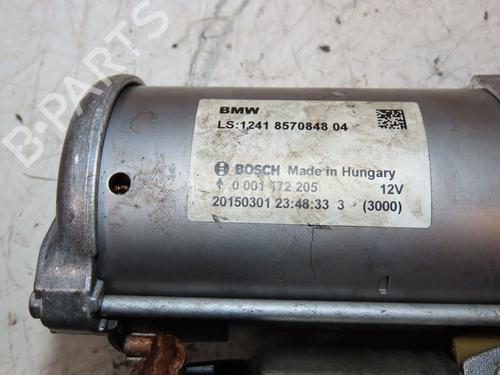 BMW
LS:1241 8570848 04
BOSCH Made in Hungary
↑ 0 001 172 205 12V
20150301 23:48:33 3 (3000)
B-PARTS
B-PARTS